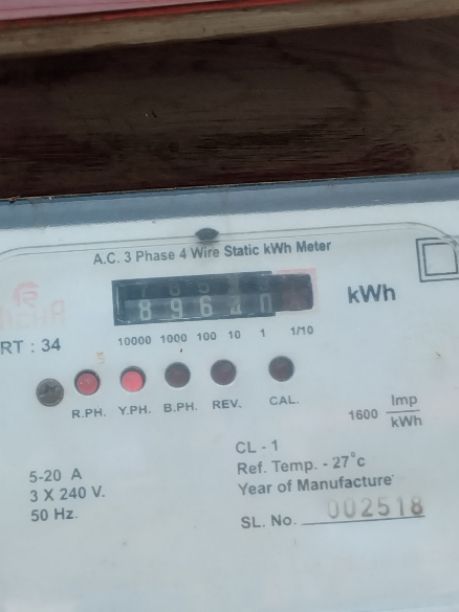 A.C. 3 Phase 4 Wire Static kWh Meter
kWh
RT : 34
10000 1000 100 10 1 1/10
R.PH. Y.PH. B.PH. REV. CAL.
1600 Imp
kWh
CL - 1
5-20 A
Ref. Temp. - 27°c
3 X 240 V.
Year of Manufacture
50 Hz.
SL. No. 002518